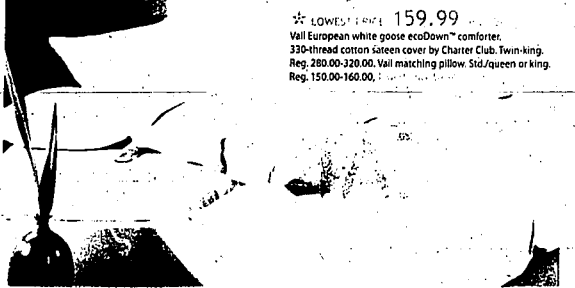 LOWEST PRICE 159.99
Vail European white goose ecoDown™ comforter,
330-thread cotton sateen cover by Charter Club. Twin-king.
Reg. 280.00-320.00, Vail matching pillow. Std./queen or king.
Reg. 150.00-160.00,